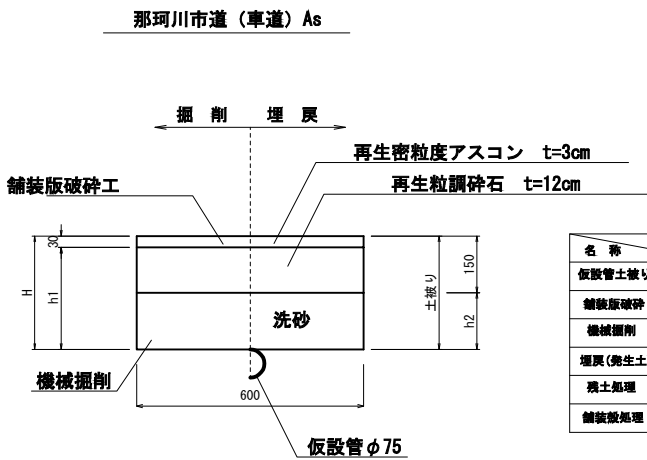 那珂川市道（車道）As
掘 削 埋 戻
再生密粒度アスコン t=3cm
舗装版破砕工
再生粒調砕石 t=12cm
30
H
h1
土被り
150
h2
洗砂
機械掘削
600
仮設管φ75
名 称
仮設管土被り
舗装版破砕
機械掘削
埋戻(発生土
残土処理
舗装殻処理